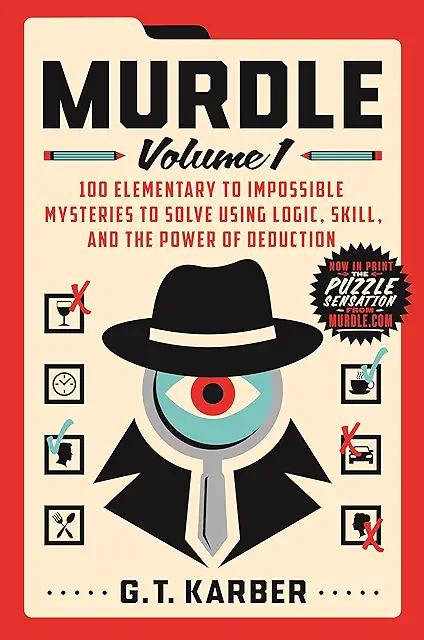 MURDLE
Volume 1
100 ELEMENTARY TO IMPOSSIBLE
MYSTERIES TO SOLVE USING LOGIC, SKILL,
AND THE POWER OF DEDUCTION
NOW IN PRINT
THE
PUZZLE
SENSATION
FROM
MURDLE.COM
G.T. KARBER